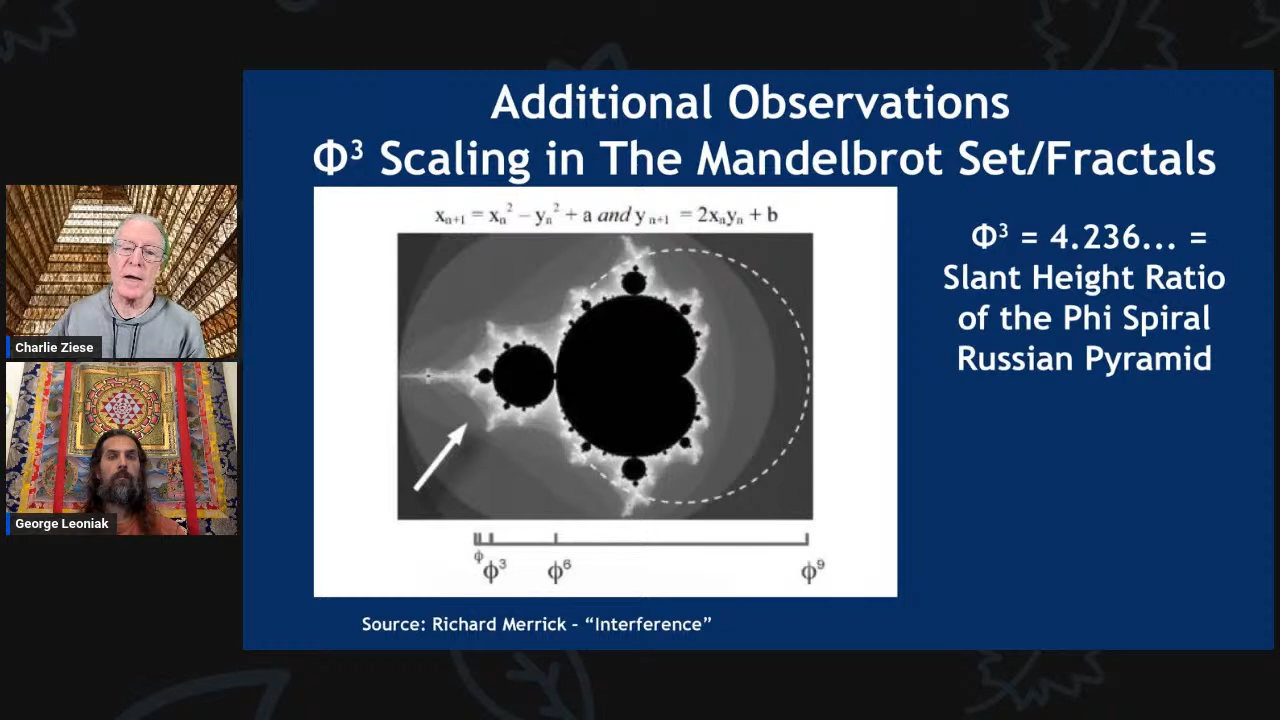 Additional Observations
Φ³ Scaling in The Mandelbrot Set/Fractals
xₙ₊₁ = xₙ² – yₙ² + a and yₙ₊₁ = 2xₙyₙ + b
Φ³ = 4.236... =
Slant Height Ratio
of the Phi Spiral
Russian Pyramid
ϕ
ϕ³
ϕ⁶
ϕ⁹
Source: Richard Merrick – “Interference”
Charlie Ziese
George Leoniak